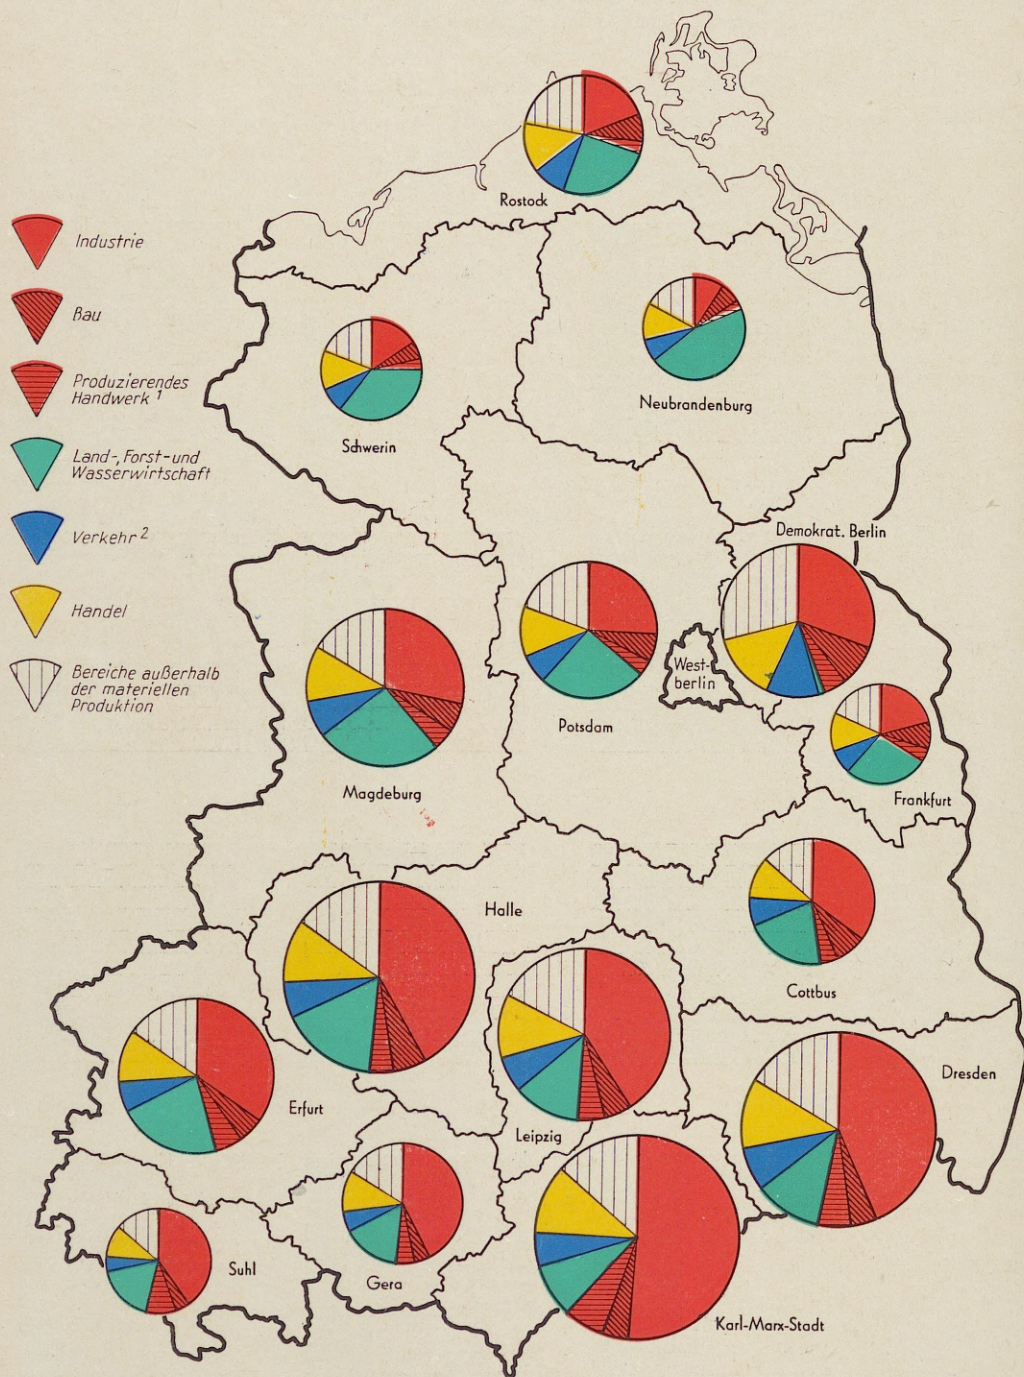 Rostock
Industrie
Bau
Produzierendes
Handwerk ¹
Land-, Forst- und
Wasserwirtschaft
Verkehr ²
Handel
Bereiche außerhalb
der materiellen
Produktion
Schwerin
Neubrandenburg
Demokrat. Berlin
West-
berlin
Potsdam
Magdeburg
Frankfurt
Halle
Cottbus
Dresden
Erfurt
Leipzig
Suhl
Gera
Karl-Marx-Stadt